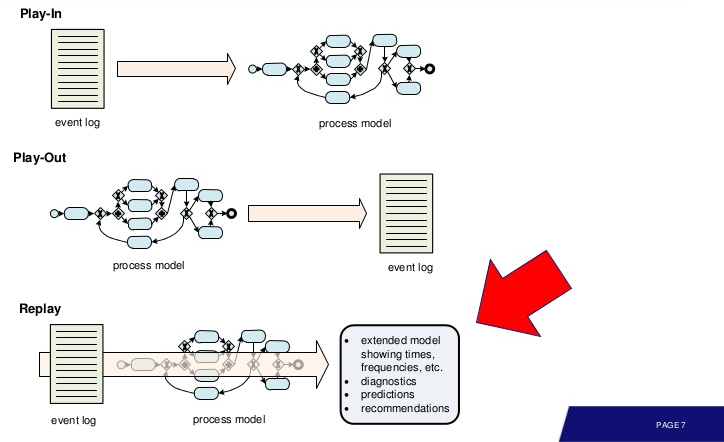 Play-In
event log
process model
Play-Out
process model
event log
Replay
• extended model
showing times,
frequencies, etc.
• diagnostics
• predictions
• recommendations
event log
process model
PAGE 7